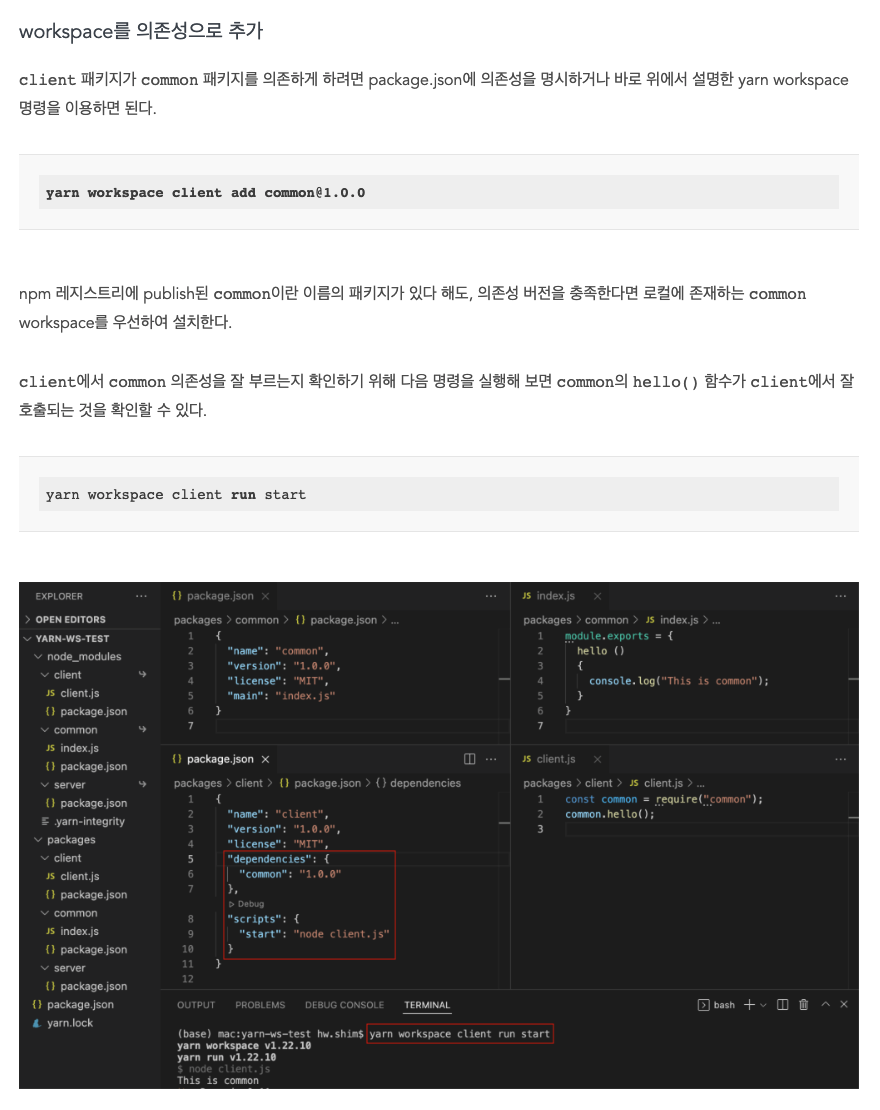 workspace를 의존성으로 추가
client 패키지가 common 패키지를 의존하게 하려면 package.json에 의존성을 명시하거나 바로 위에서 설명한 yarn workspace
명령을 이용하면 된다.
yarn workspace client add common@1.0.0
npm 레지스트리에 publish된 common이란 이름의 패키지가 있다 해도, 의존성 버전을 충족한다면 로컬에 존재하는 common
workspace를 우선하여 설치한다.
client에서 common 의존성을 잘 부르는지 확인하기 위해 다음 명령을 실행해 보면 common의 hello() 함수가 client에서 잘
호출되는 것을 확인할 수 있다.
yarn workspace client run start
EXPLORER
OPEN EDITORS
YARN-WS-TEST
node_modules
client
JS client.js
{} package.json
common
JS index.js
{} package.json
server
{} package.json
.yarn-integrity
packages
client
JS client.js
{} package.json
common
JS index.js
{} package.json
server
{} package.json
{} package.json
yarn.lock
{} package.json ×
packages > common > {} package.json > ...
1 {
2 "name": "common",
3 "version": "1.0.0",
4 "license": "MIT",
5 "main": "index.js"
6 }
7
JS index.js ×
packages > common > JS index.js > ...
1 module.exports = {
2 hello ()
3 {
4 console.log("This is common");
5 }
6 }
7
{} package.json ×
packages > client > {} package.json > {} dependencies
1 {
2 "name": "client",
3 "version": "1.0.0",
4 "license": "MIT",
5 "dependencies": {
6 "common": "1.0.0"
7 },
Debug
8 "scripts": {
9 "start": "node client.js"
10 }
11 }
12
JS client.js ×
packages > client > JS client.js > ...
1 const common = require("common");
2 common.hello();
3
OUTPUT PROBLEMS DEBUG CONSOLE TERMINAL bash
(base) mac:yarn-ws-test hw.shim$ yarn workspace client run start
yarn workspace v1.22.10
yarn run v1.22.10
$ node client.js
This is common